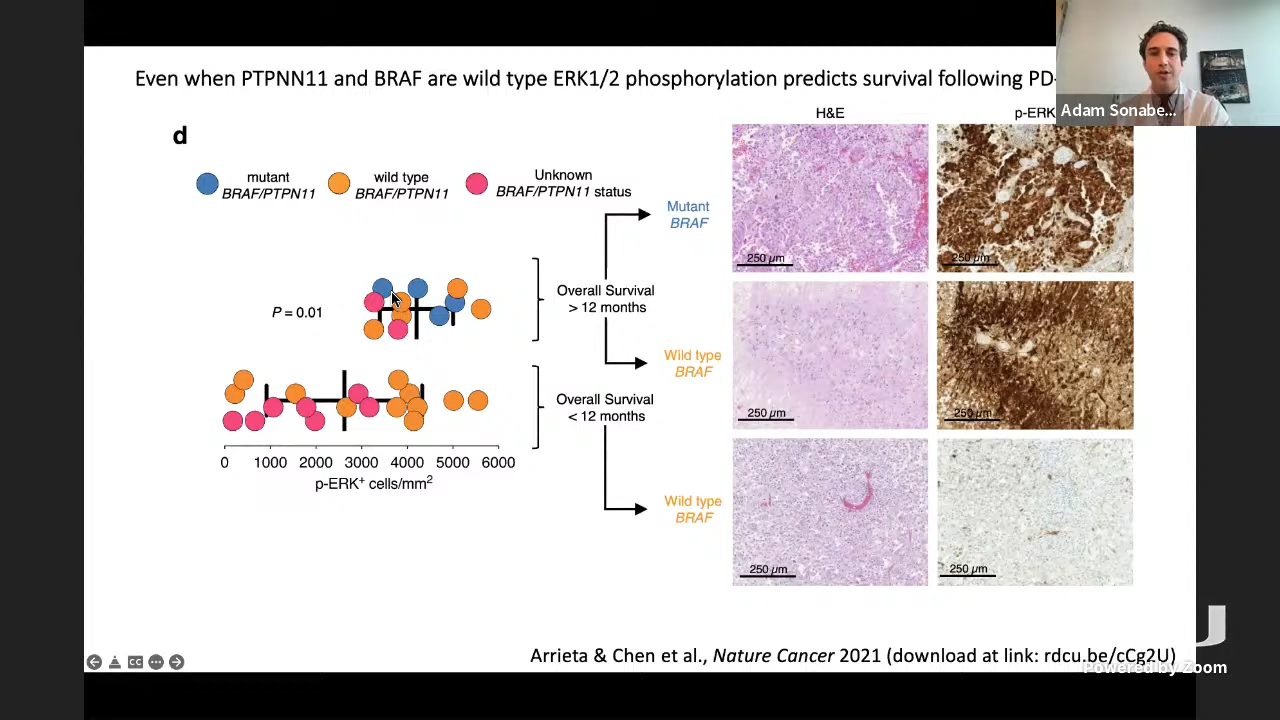 Even when PTPNN11 and BRAF are wild type ERK1/2 phosphorylation predicts survival following PD-
Adam Sonabe...
d
mutant
BRAF/PTPN11
wild type
BRAF/PTPN11
Unknown
BRAF/PTPN11 status
H&E
p-ERK
Mutant
BRAF
250 µm
250 µm
P = 0.01
Overall Survival
> 12 months
Wild type
BRAF
250 µm
250 µm
Overall Survival
< 12 months
0 1000 2000 3000 4000 5000 6000
p-ERK+ cells/mm2
Wild type
BRAF
250 µm
250 µm
CC
Arrieta & Chen et al., Nature Cancer 2021 (download at link: rdcu.be/cCg2U)
Powered by Zoom